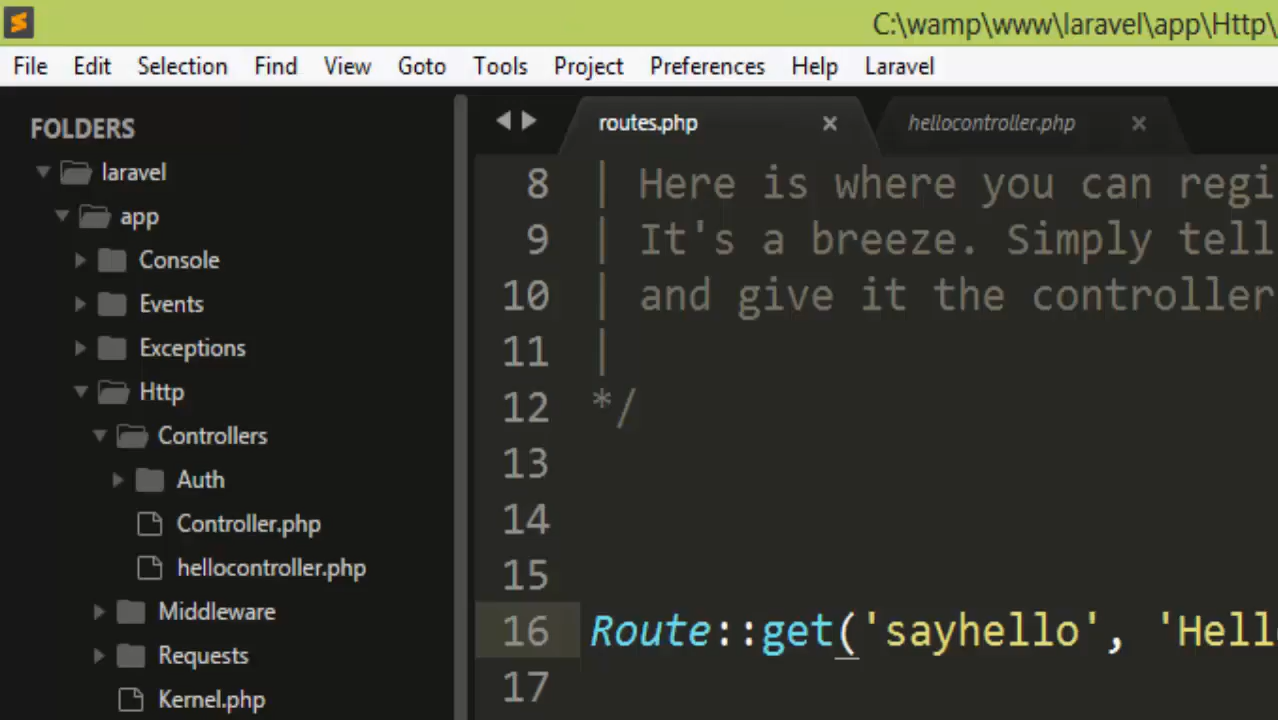 C:\wamp\www\laravel\app\Http\
File Edit Selection Find View Goto Tools Project Preferences Help Laravel
FOLDERS
laravel
app
Console
Events
Exceptions
Http
Controllers
Auth
Controller.php
hellocontroller.php
Middleware
Requests
Kernel.php
routes.php hellocontroller.php
8 | Here is where you can regi
9 | It's a breeze. Simply tell
10 | and give it the controller
11 |
12 */
13
14
15
16 Route::get('sayhello', 'Hell
17